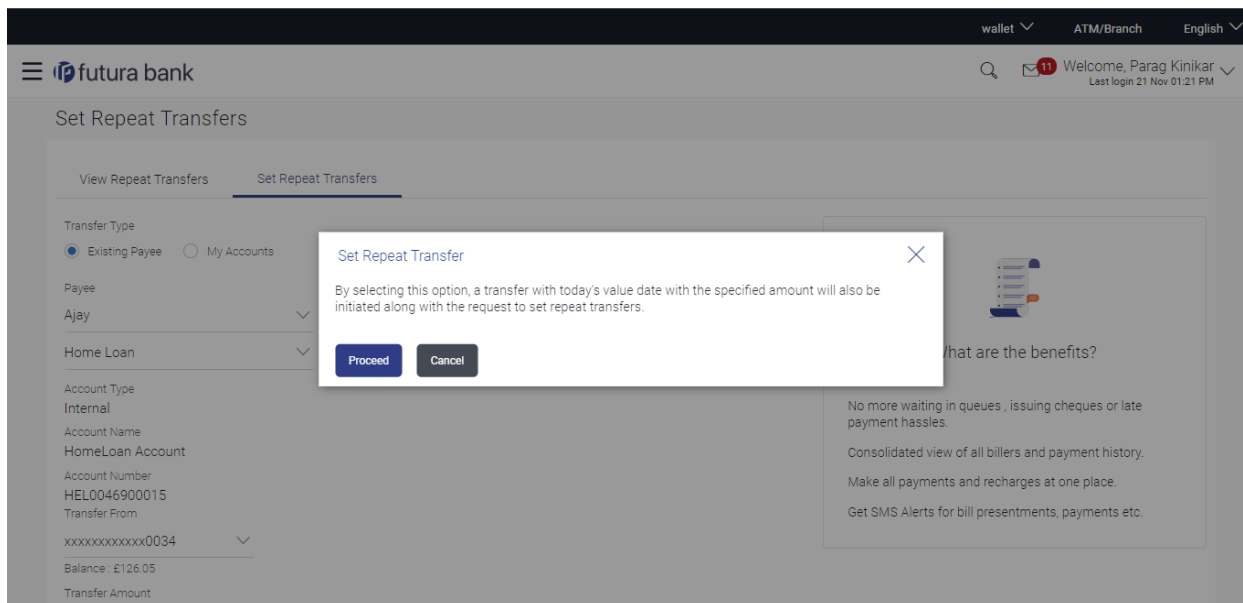 wallet ATM/Branch English
futura bank
11 Welcome, Parag Kinikar
Last login 21 Nov 01:21 PM
Set Repeat Transfers
View Repeat Transfers Set Repeat Transfers
Transfer Type
Existing Payee My Accounts
Payee
Ajay
Home Loan
Account Type
Internal
Account Name
HomeLoan Account
Account Number
HEL0046900015
Transfer From
xxxxxxxxxxxx0034
Balance : £126.05
Transfer Amount
Set Repeat Transfer
By selecting this option, a transfer with today's value date with the specified amount will also be
initiated along with the request to set repeat transfers.
Proceed Cancel
hat are the benefits?
No more waiting in queues , issuing cheques or late
payment hassles.
Consolidated view of all billers and payment history.
Make all payments and recharges at one place.
Get SMS Alerts for bill presentments, payments etc.